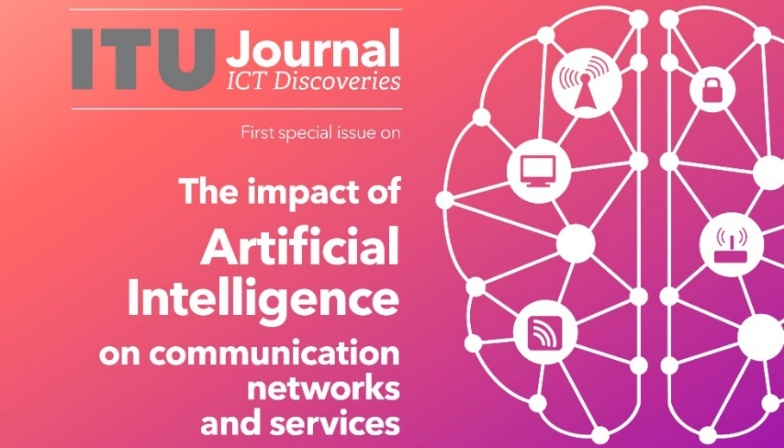 ITU Journal
ICT Discoveries
First special issue on
The impact of
Artificial
Intelligence
on communication
networks
and services